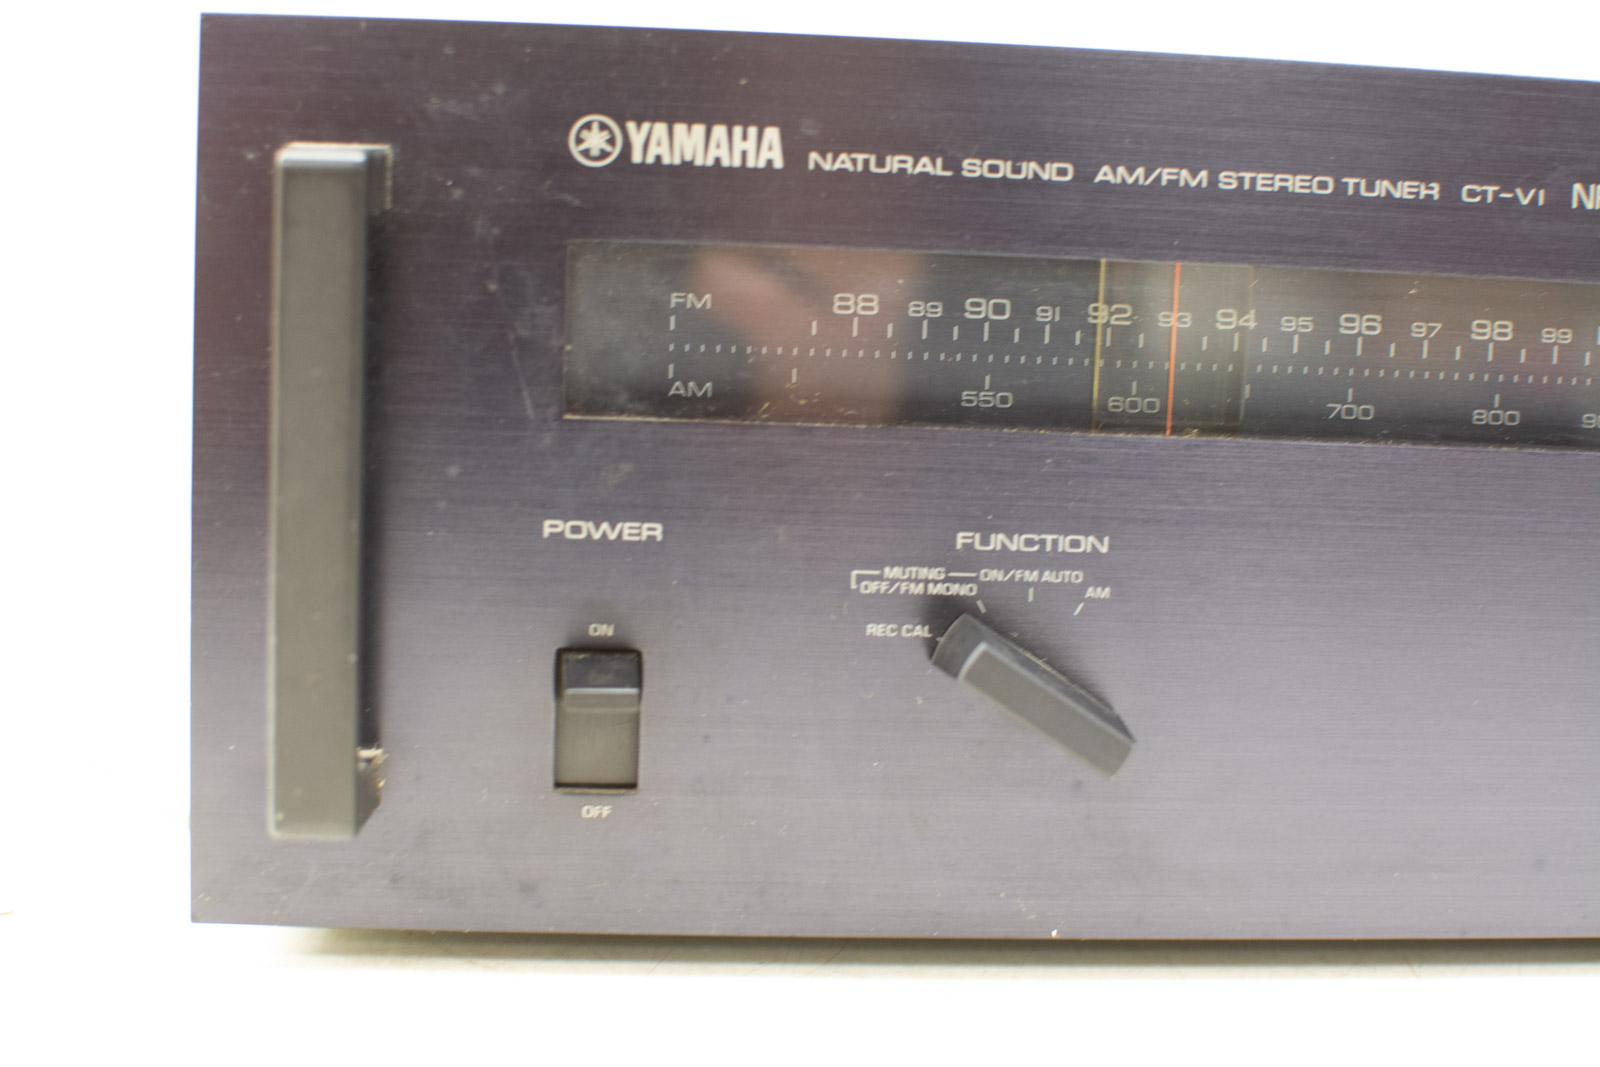 YAMAHA NATURAL SOUND AM/FM STEREO TUNER CT-V1
FM 88 89 90 91 92 93 94 95 96 97 98 99
AM 550 600 700 800
POWER
ON
OFF
FUNCTION
MUTING ON/FM AUTO
OFF/FM MONO AM
REC CAL